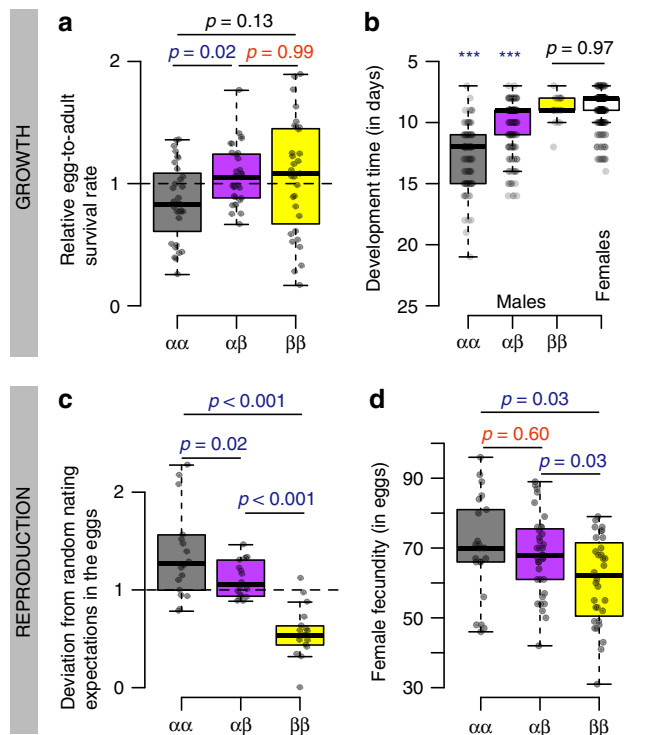 GROWTH
a
p = 0.13
p = 0.02
p = 0.99
Relative egg-to-adult
survival rate
2
1
0
αα
αβ
ββ
b
***
***
p = 0.97
Development time (in days)
5
10
15
20
25
Males
Females
αα
αβ
ββ
REPRODUCTION
c
p < 0.001
p = 0.02
p < 0.001
Deviation from random nating
expectations in the eggs
2
1
0
αα
αβ
ββ
d
p = 0.03
p = 0.60
p = 0.03
Female fecundity (in eggs)
90
70
50
30
αα
αβ
ββ